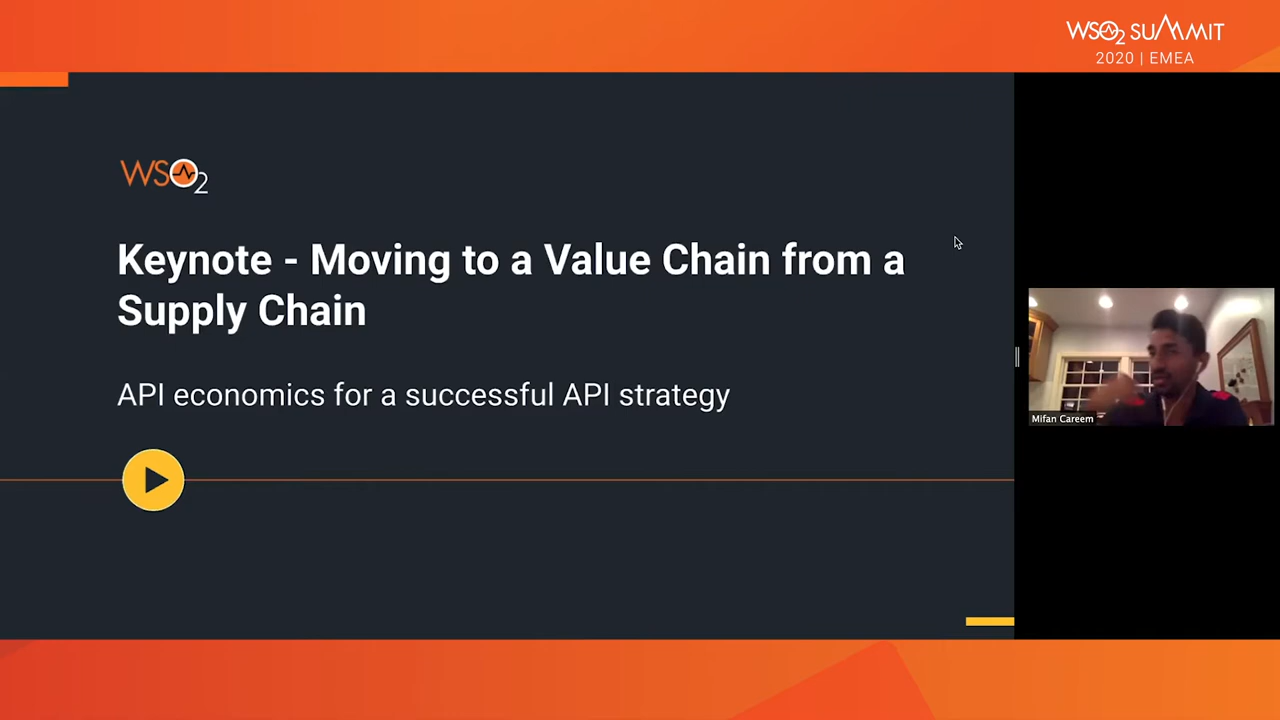 WSO2 SUMMIT
2020 | EMEA
WSO2
Keynote - Moving to a Value Chain from a
Supply Chain
API economics for a successful API strategy
Mifan Careem